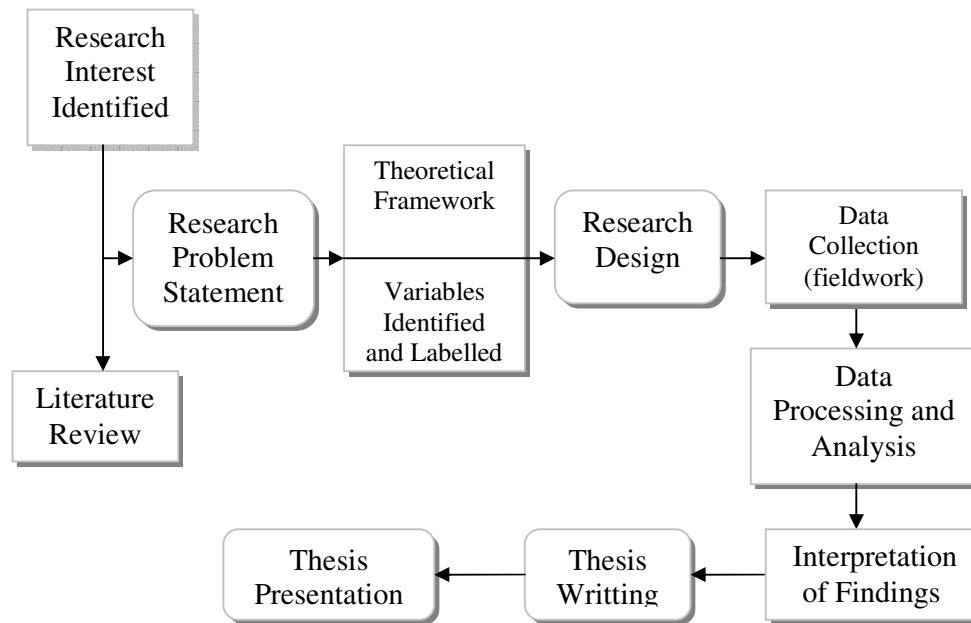 Research
Interest
Identified
Theoretical
Framework
Research
Problem
Statement
Research
Design
Data
Collection
(fieldwork)
Variables
Identified
and Labelled
Literature
Review
Data
Processing and
Analysis
Interpretation
of Findings
Thesis
Writting
Thesis
Presentation